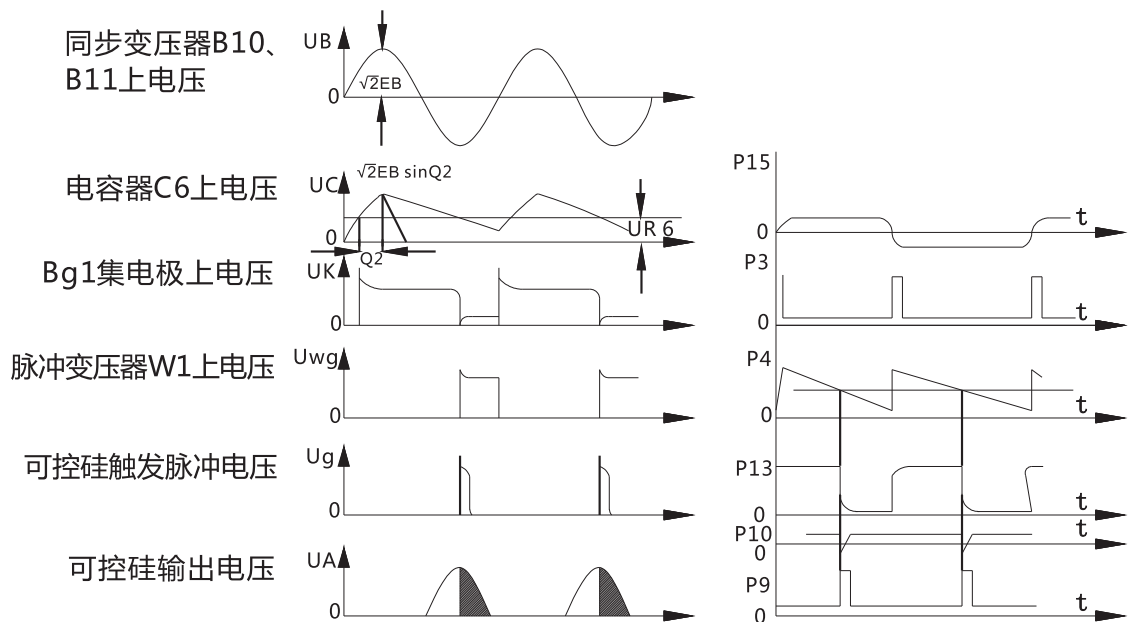 同步变压器B10、
B11上电压
UB
√2EB
0
电容器C6上电压
UC
√2EB sinQ2
0
UR 6
Q2
Bg1集电极上电压
UK
0
脉冲变压器W1上电压
Uwg
0
可控硅触发脉冲电压
Ug
0
可控硅输出电压
UA
0
P15
0
t
P3
0
t
P4
0
t
P13
0
t
P10
0
t
P9
0
t